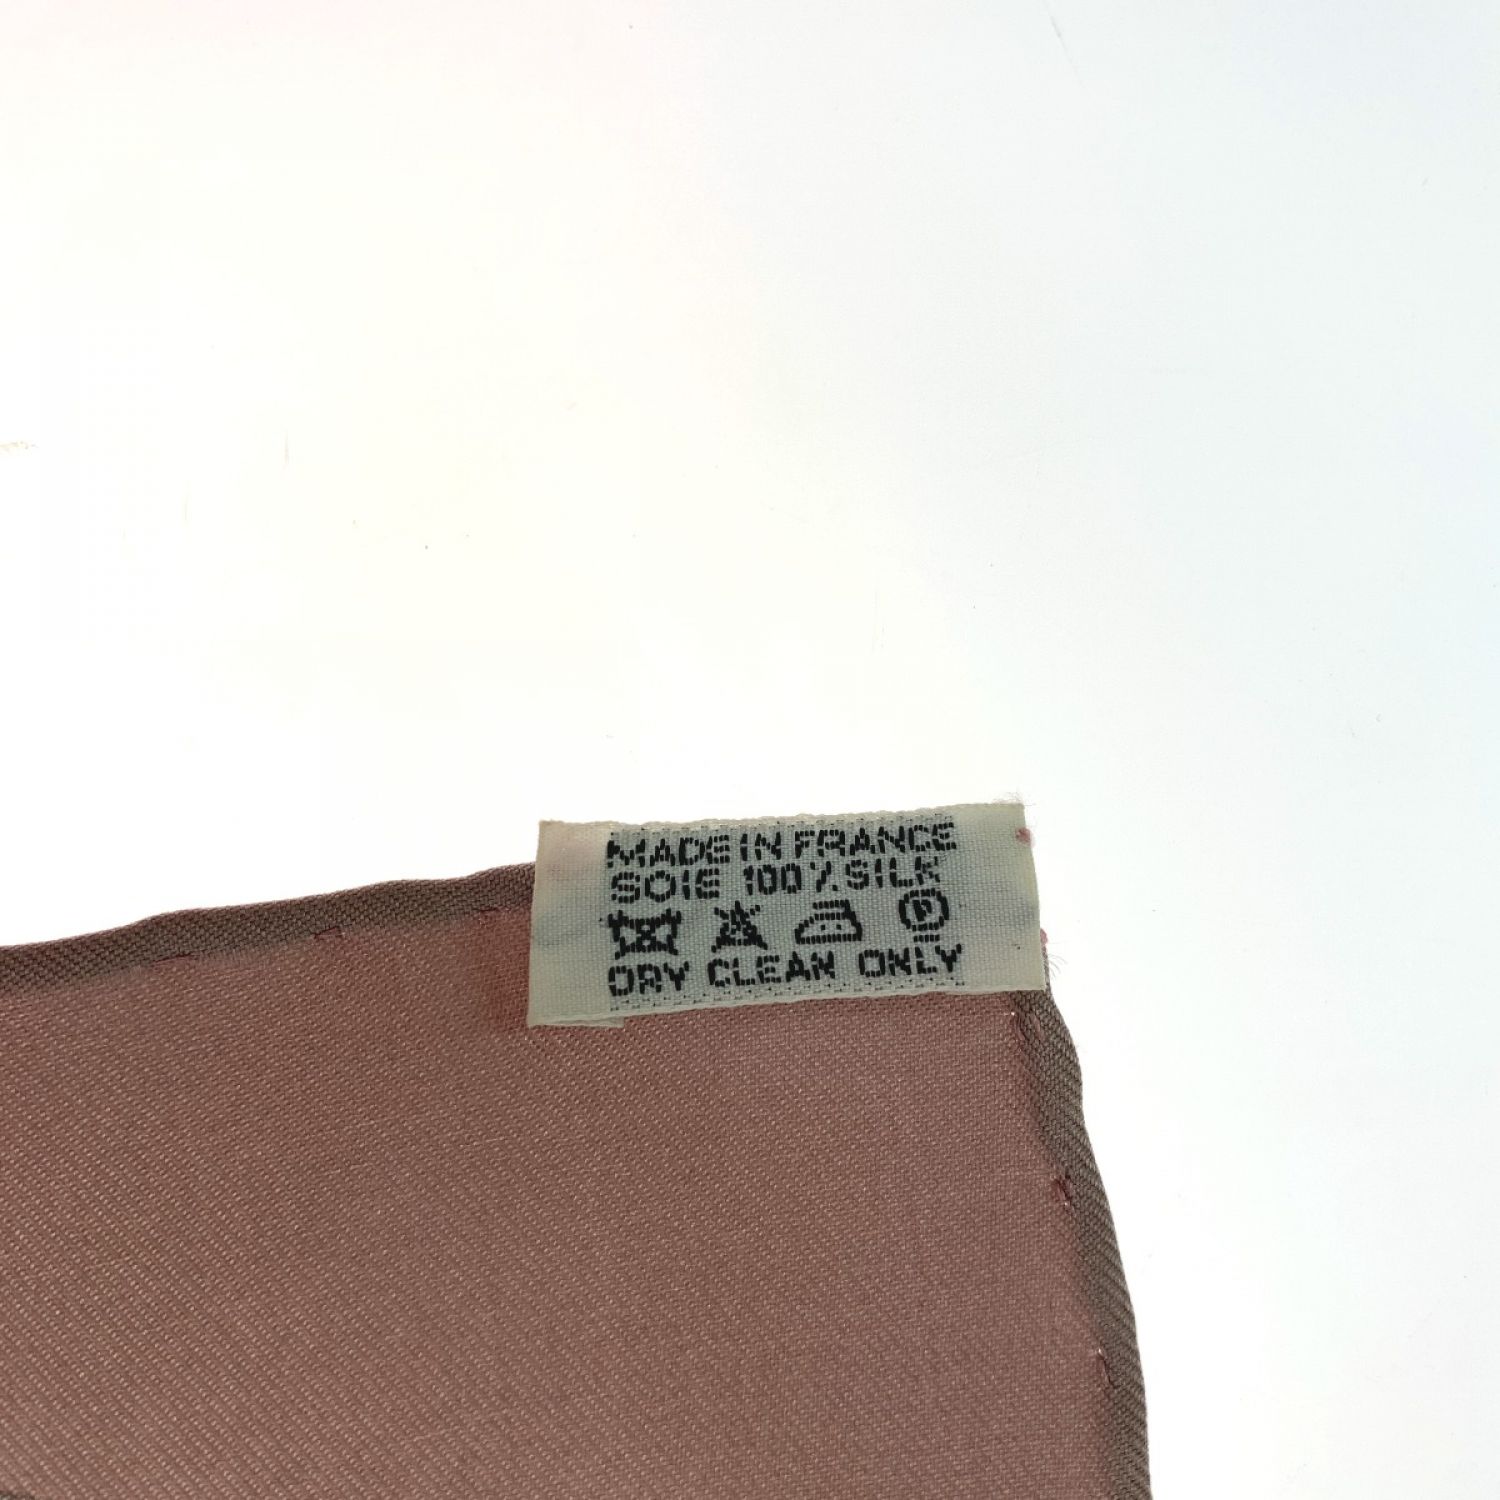 MADE IN FRANCE
SOIE 100% SILK
P
DRY CLEAN ONLY